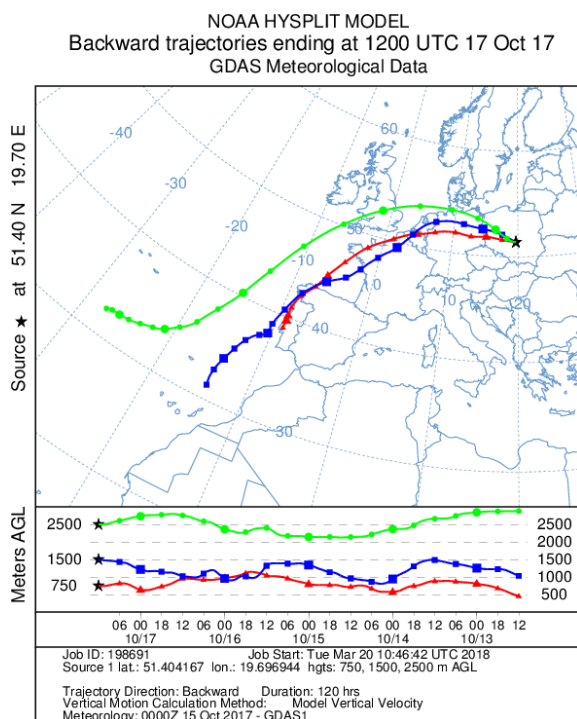 NOAA HYSPLIT MODEL
Backward trajectories ending at 1200 UTC 17 Oct 17
GDAS Meteorological Data
Source ★ at 51.40 N 19.70 E
-40
-30
-20
-10
0
10
20
60
50
40
30
Meters AGL
2500
1500
750
2500
2000
1500
1000
500
06 00 18 12 06 00 18 12 06 00 18 12 06 00 18 12 06 00 18 12
10/17 10/16 10/15 10/14 10/13
Job ID: 198691 Job Start: Tue Mar 20 10:46:42 UTC 2018
Source 1 lat.: 51.404167 lon.: 19.696944 hgts: 750, 1500, 2500 m AGL
Trajectory Direction: Backward Duration: 120 hrs
Vertical Motion Calculation Method: Model Vertical Velocity
Meteorology: 0000Z 15 Oct 2017 - GDAS1